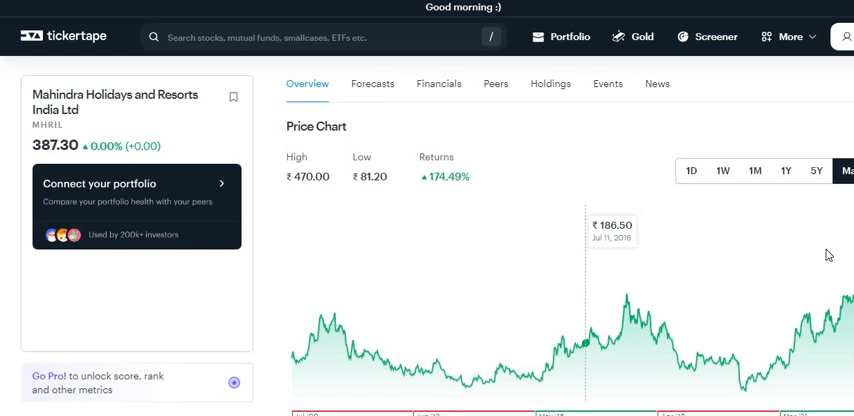 Good morning :)
tickertape
Search stocks, mutual funds, smallcases, ETFs etc.
/
Portfolio
Gold
Screener
More
Mahindra Holidays and Resorts
India Ltd
MHRIL
387.30 ▲ 0.00% (+0.00)
Connect your portfolio
Compare your portfolio health with your peers
Used by 200k+ investors
Go Pro! to unlock score, rank
and other metrics
Overview Forecasts Financials Peers Holdings Events News
Price Chart
High Low Returns
₹ 470.00 ₹ 81.20 ▲ 174.49%
1D 1W 1M 1Y 5Y Ma
₹ 186.50
Jul 11, 2016